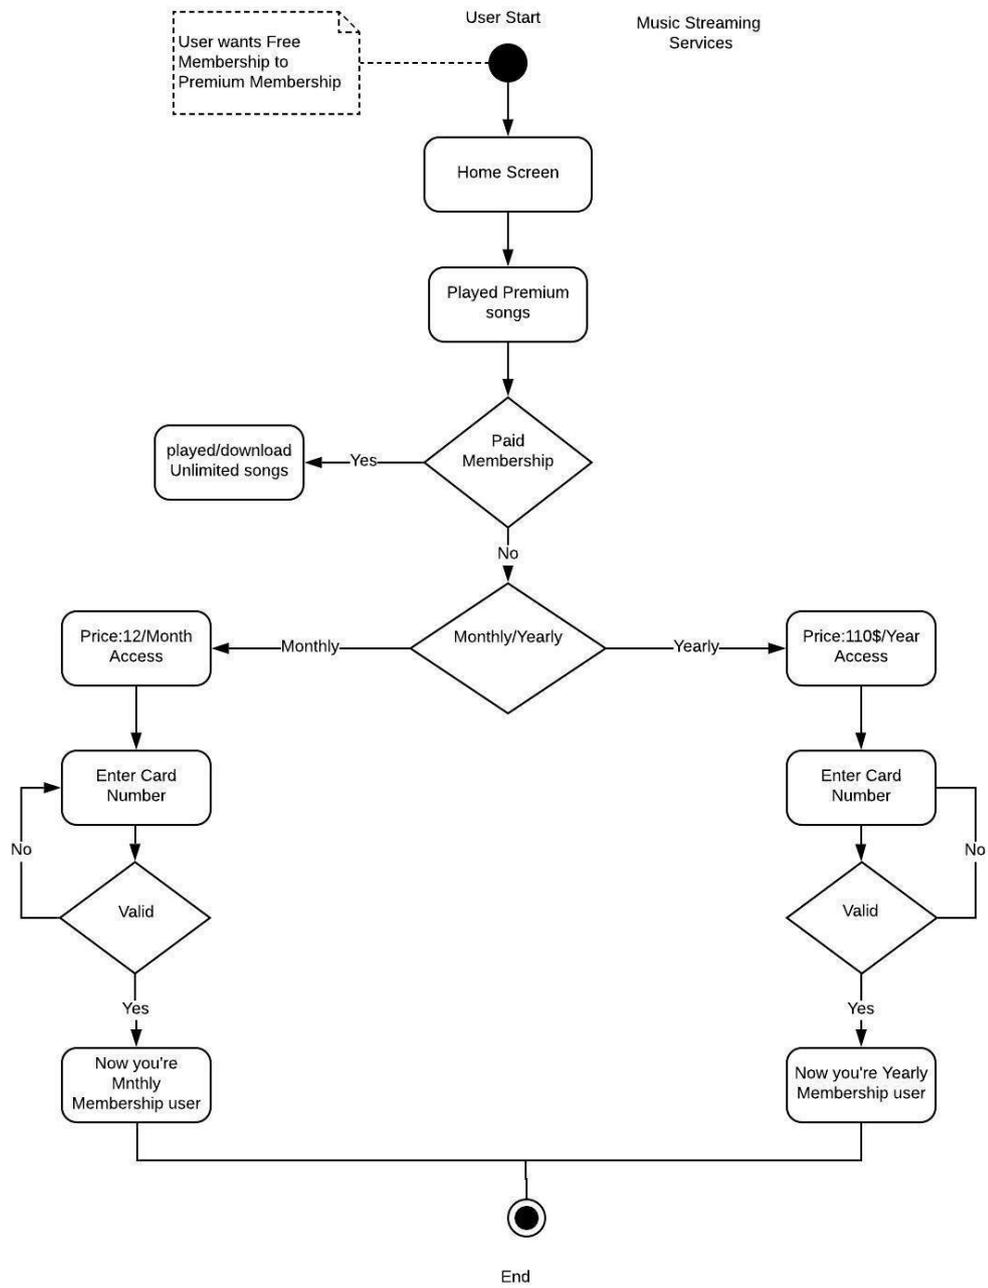 User Start
Music Streaming
Services
User wants Free
Membership to
Premium Membership
Home Screen
Played Premium
songs
Paid
Membership
played/download
Unlimited songs
Yes
No
Monthly/Yearly
Monthly
Yearly
Price:12/Month
Access
Price:110$/Year
Access
Enter Card
Number
Enter Card
Number
No
No
Valid
Valid
Yes
Yes
Now you're
Mnthly
Membership user
Now you're Yearly
Membership user
End